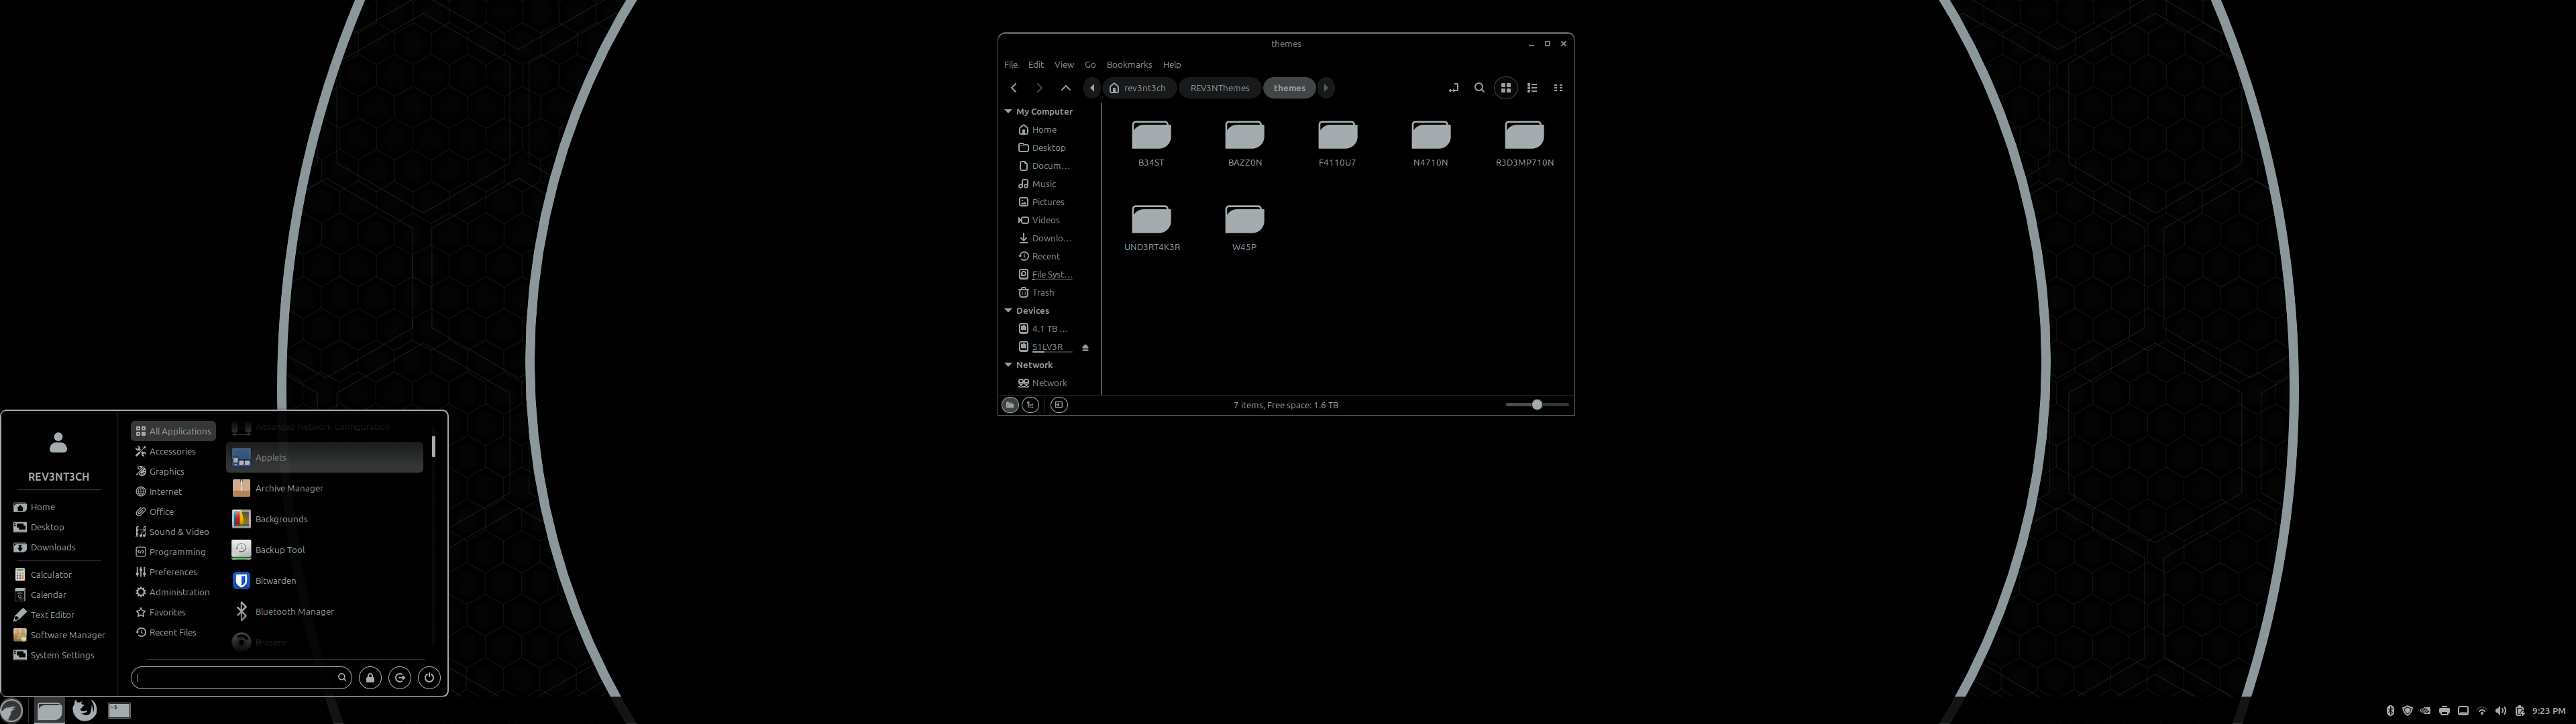 themes
File Edit View Go Bookmarks Help
rev3nt3ch REV3NThemes themes
My Computer
Home
Desktop
Docum...
Music
Pictures
Videos
Downlo...
Recent
File Syst...
Trash
Devices
4.1 TB ...
S1LV3R
Network
Network
B34ST BAZZ0N F4110U7 N4710N R3D3MP710N
UND3RT4K3R W45P
7 items, Free space: 1.6 TB
REV3NT3CH
Home
Desktop
Downloads
Calculator
Calendar
Text Editor
Software Manager
System Settings
All Applications
Accessories
Graphics
Internet
Office
Sound & Video
Programming
Preferences
Administration
Favorites
Recent Files
Advanced Network Configuration
Applets
Archive Manager
Backgrounds
Backup Tool
Bitwarden
Bluetooth Manager
Brasero
9:23 PM